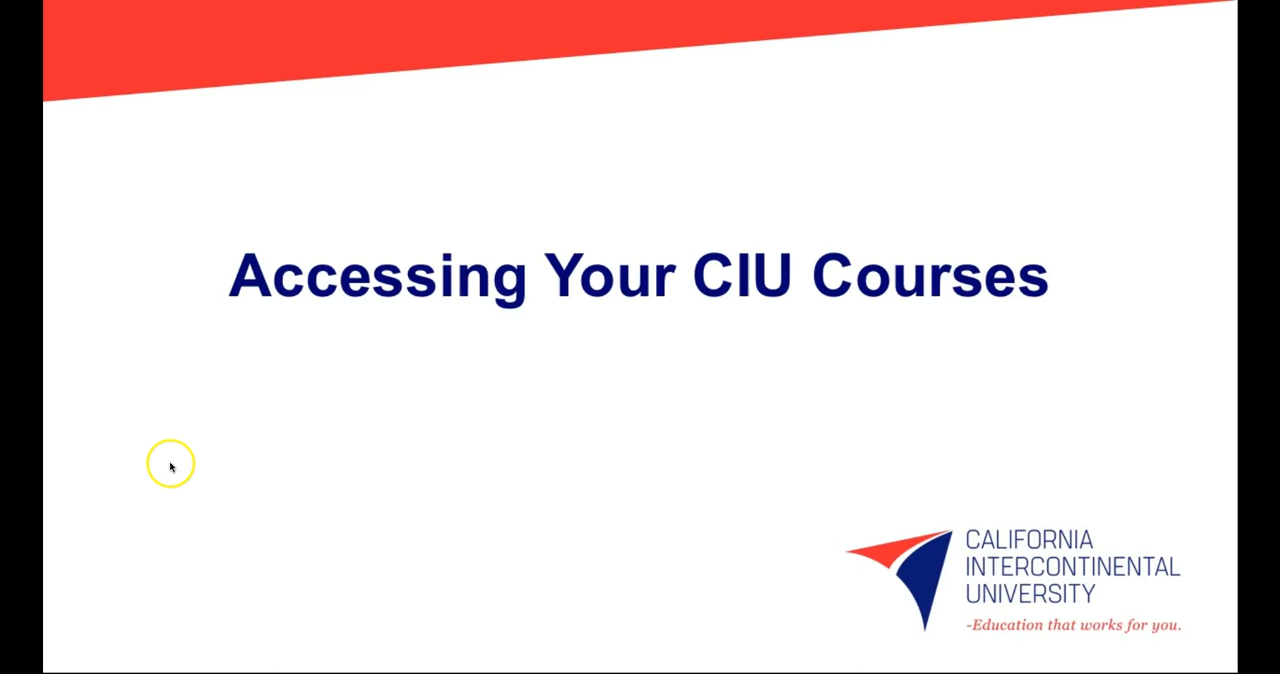 Accessing Your CIU Courses
CALIFORNIA
INTERCONTINENTAL
UNIVERSITY
-Education that works for you.